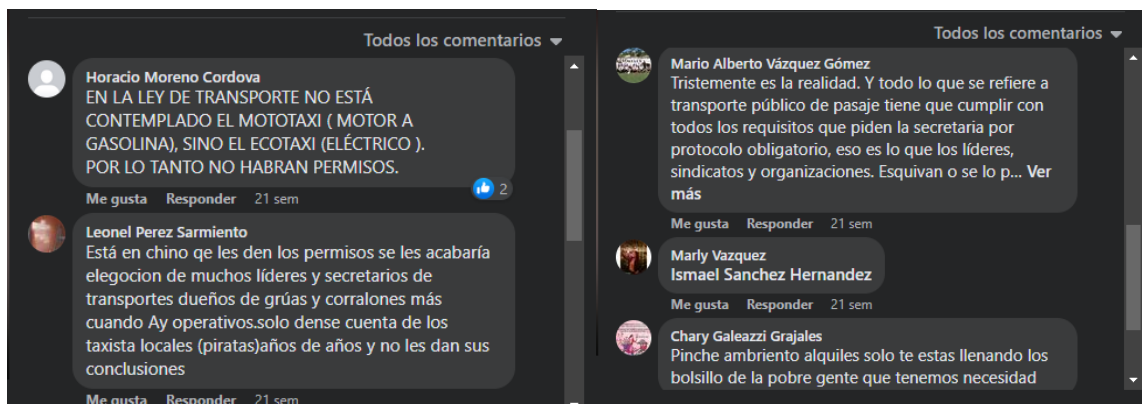 Todos los comentarios
Horacio Moreno Cordova
EN LA LEY DE TRANSPORTE NO ESTÁ
CONTEMPLADO EL MOTOTAXI ( MOTOR A
GASOLINA), SINO EL ECOTAXI (ELÉCTRICO ).
POR LO TANTO NO HABRAN PERMISOS.
2
Me gusta Responder 21 sem
Leonel Perez Sarmiento
Está en chino qe les den los permisos se les acabaría
elegocion de muchos líderes y secretarios de
transportes dueños de grúas y corralones más
cuando Ay operativos.solo dense cuenta de los
taxista locales (piratas)años de años y no les dan sus
conclusiones
Me gusta Responder 21 sem
Todos los comentarios
Mario Alberto Vázquez Gómez
Tristemente es la realidad. Y todo lo que se refiere a
transporte público de pasaje tiene que cumplir con
todos los requisitos que piden la secretaria por
protocolo obligatorio, eso es lo que los líderes,
sindicatos y organizaciones. Esquivan o se lo p... Ver
más
Me gusta Responder 21 sem
Marly Vazquez
Ismael Sanchez Hernandez
Me gusta Responder 21 sem
Chary Galeazzi Grajales
Pinche ambriento alquiles solo te estas llenando los
bolsillo de la pobre gente que tenemos necesidad